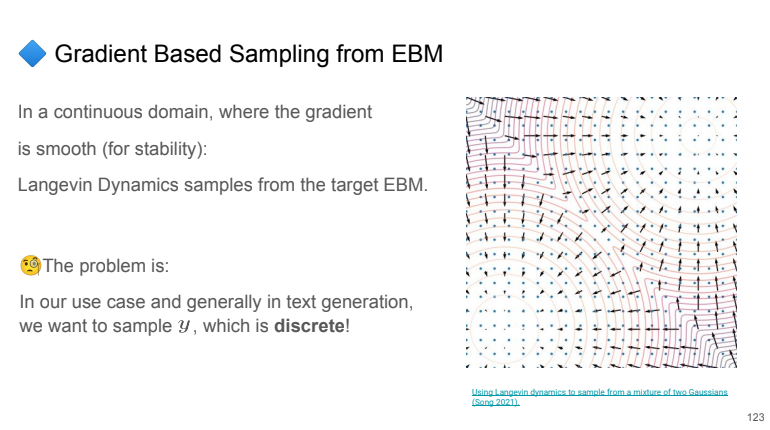 Gradient Based Sampling from EBM
In a continuous domain, where the gradient
is smooth (for stability):
Langevin Dynamics samples from the target EBM.
The problem is:
In our use case and generally in text generation,
we want to sample y, which is discrete!
Using Langevin dynamics to sample from a mixture of two Gaussians
(Song 2021).
123